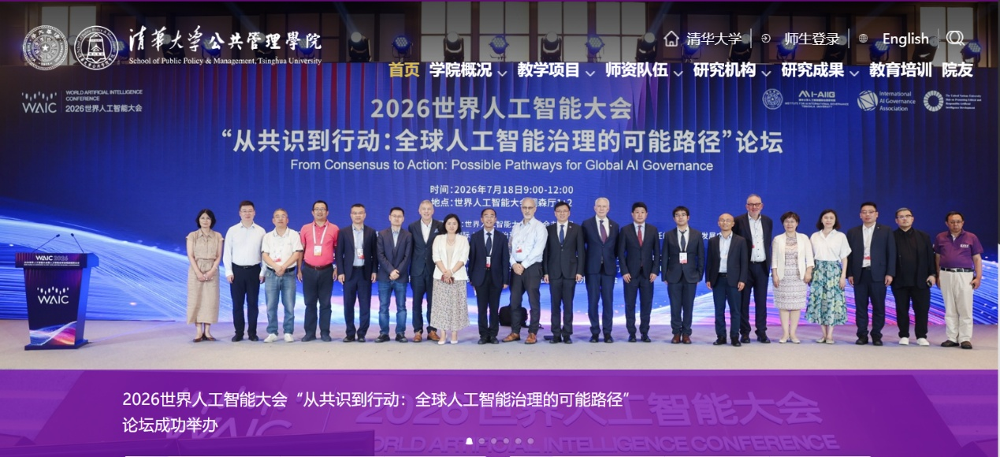 清華大学公共管理學院
School of Public Policy & Management, Tsinghua University
清华大学 师生登录 English
首页 学院概况 教学项目 师资队伍 研究机构 研究成果 教育培训 院友
WAIC
WORLD ARTIFICIAL INTELLIGENCE
CONFERENCE
2026世界人工智能大会
AI-AIIG
International
AI Governance
Association
2026世界人工智能大会
“从共识到行动：全球人工智能治理的可能路径”论坛
From Consensus to Action: Possible Pathways for Global AI Governance
时间：2026年7月18日9:00-12:00
地点：世界人工智能大会
WAIC 2026
WAIC
2026世界人工智能大会“从共识到行动：全球人工智能治理的可能路径”
论坛成功举办
2026世界人工智能大会
WAIC
WORLD ARTIFICIAL INTELLIGENCE CONFERENCE